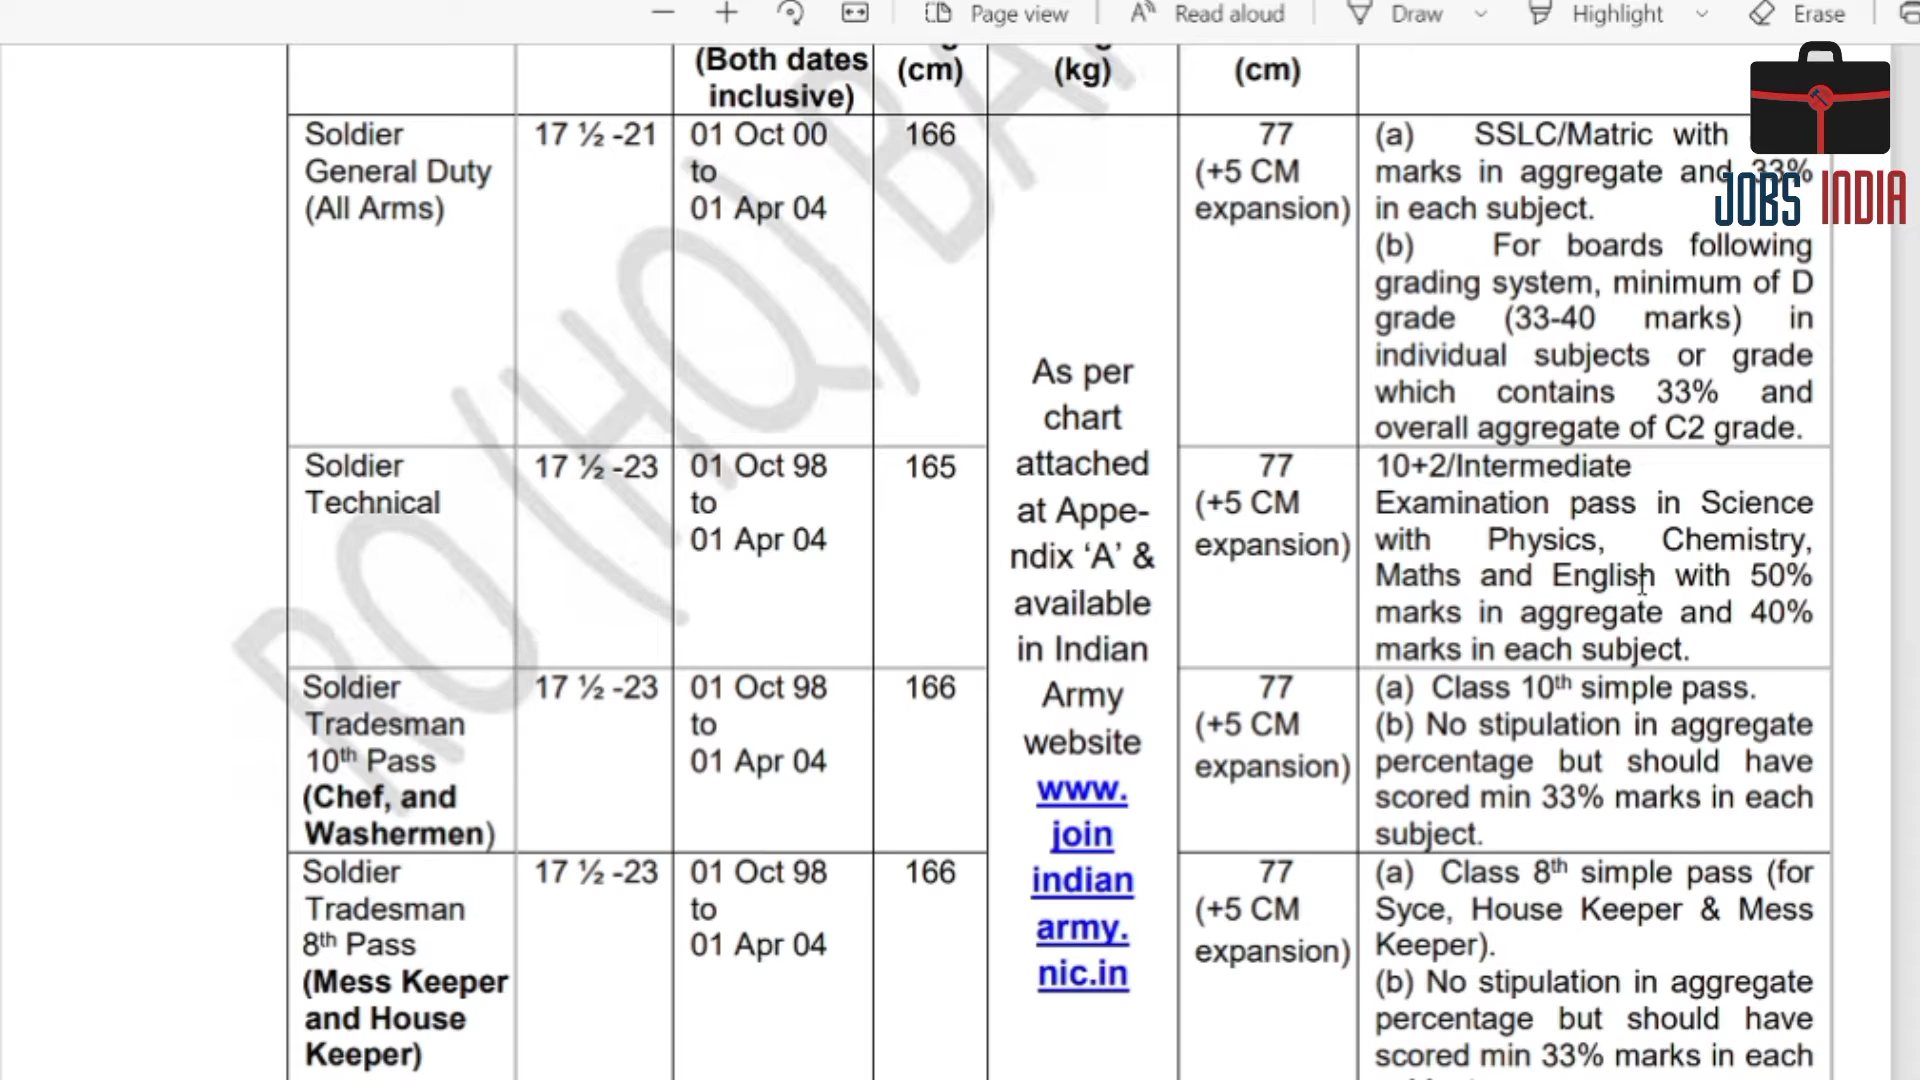 Page view
Read aloud
Draw
Highlight
Erase
(Both dates
inclusive)
(cm)
(kg)
(cm)
Soldier
General Duty
(All Arms)
17 ½ -21
01 Oct 00
to
01 Apr 04
166
77
(+5 CM
expansion)
(a) SSLC/Matric with
marks in aggregate and 33%
in each subject.
(b) For boards following
grading system, minimum of D
grade (33-40 marks) in
individual subjects or grade
which contains 33% and
overall aggregate of C2 grade.
As per
chart
attached
at Appe-
ndix ‘A’ &
available
in Indian
Army
website
www.
join
indian
army.
nic.in
Soldier
Technical
17 ½ -23
01 Oct 98
to
01 Apr 04
165
77
(+5 CM
expansion)
10+2/Intermediate
Examination pass in Science
with Physics, Chemistry,
Maths and English with 50%
marks in aggregate and 40%
marks in each subject.
Soldier
Tradesman
10th Pass
(Chef, and
Washermen)
17 ½ -23
01 Oct 98
to
01 Apr 04
166
77
(+5 CM
expansion)
(a) Class 10th simple pass.
(b) No stipulation in aggregate
percentage but should have
scored min 33% marks in each
subject.
Soldier
Tradesman
8th Pass
(Mess Keeper
and House
Keeper)
17 ½ -23
01 Oct 98
to
01 Apr 04
166
77
(+5 CM
expansion)
(a) Class 8th simple pass (for
Syce, House Keeper & Mess
Keeper).
(b) No stipulation in aggregate
percentage but should have
scored min 33% marks in each
RO (HQ) BA
JOBS INDIA